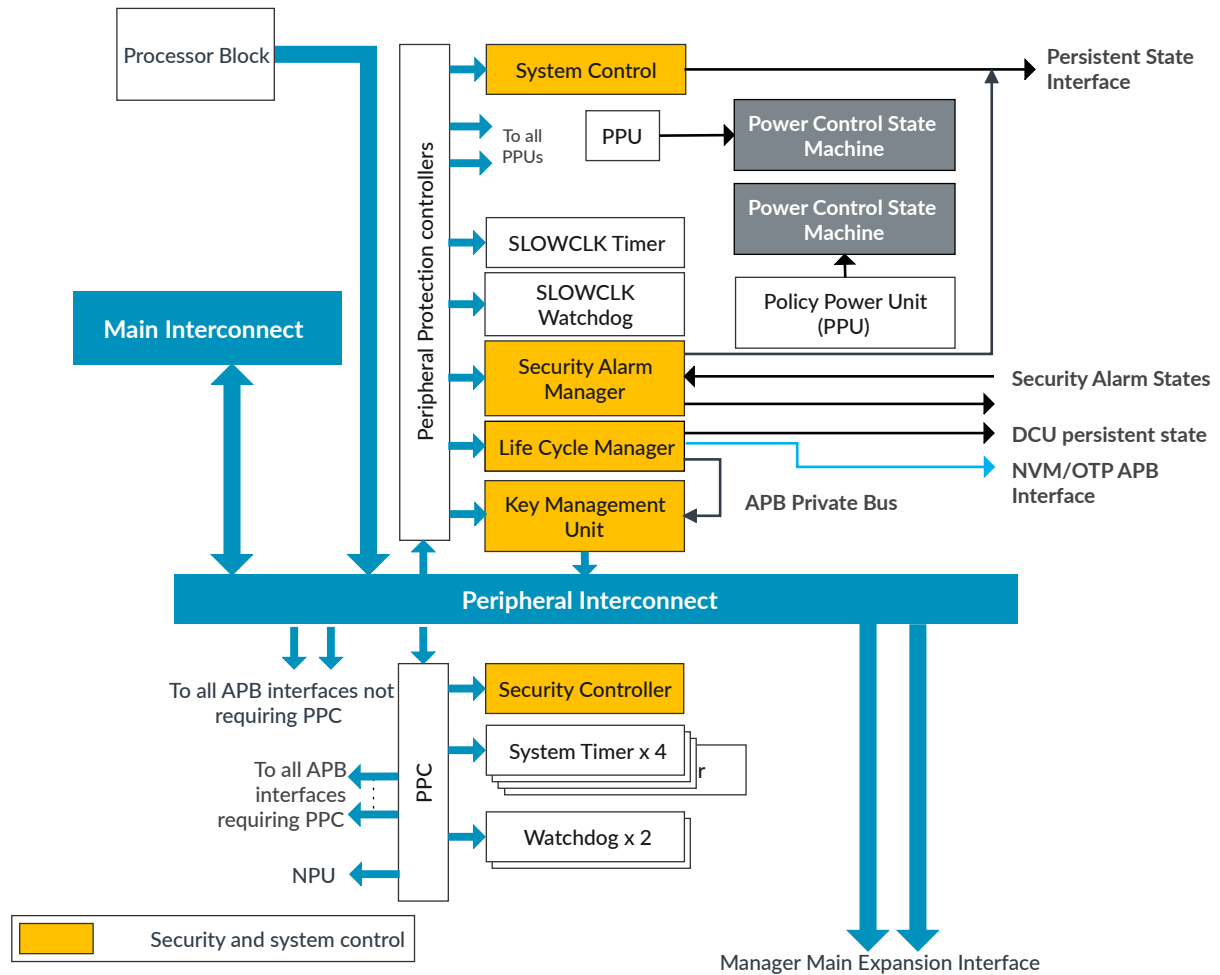 Processor Block
System Control
Persistent State
Interface
To all
PPUs
PPU
Power Control State
Machine
Peripheral Protection controllers
SLOWCLK Timer
Power Control State
Machine
SLOWCLK
Watchdog
Policy Power Unit
(PPU)
Main Interconnect
Security Alarm
Manager
Security Alarm States
Life Cycle Manager
DCU persistent state
NVM/OTP APB
Interface
Key Management
Unit
APB Private Bus
Peripheral Interconnect
To all APB interfaces not
requiring PPC
Security Controller
PPC
System Timer x 4
r
To all APB
interfaces
requiring PPC
Watchdog x 2
NPU
Security and system control
Manager Main Expansion Interface